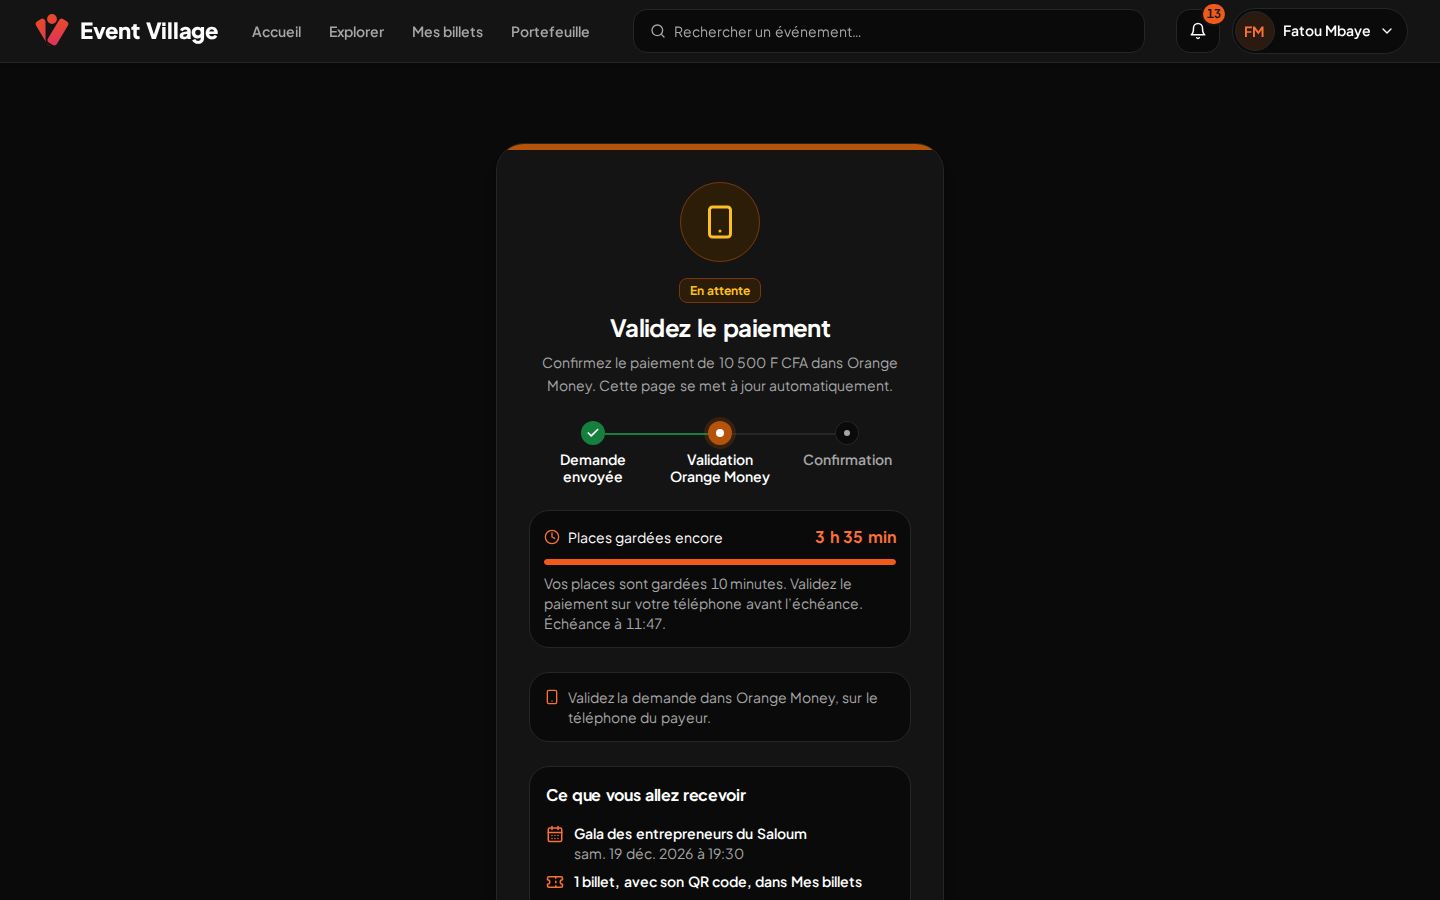 Event Village
Accueil
Explorer
Mes billets
Portefeuille
Rechercher un événement…
13
FM
Fatou Mbaye
En attente
Validez le paiement
Confirmez le paiement de 10 500 F CFA dans Orange
Money. Cette page se met à jour automatiquement.
Demande
envoyée
Validation
Orange Money
Confirmation
Places gardées encore
3 h 35 min
Vos places sont gardées 10 minutes. Validez le
paiement sur votre téléphone avant l'échéance.
Échéance à 11:47.
Validez la demande dans Orange Money, sur le
téléphone du payeur.
Ce que vous allez recevoir
Gala des entrepreneurs du Saloum
sam. 19 déc. 2026 à 19:30
1 billet, avec son QR code, dans Mes billets